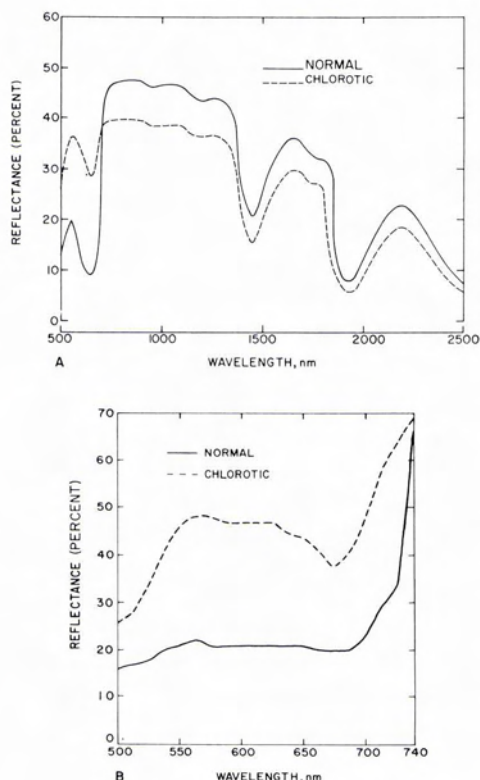 60
50
40
30
20
10
0
REFLECTANCE (PERCENT)
NORMAL
CHLOROTIC
500 1000 1500 2000 2500
A WAVELENGTH, nm
70
60
50
40
30
20
10
0
REFLECTANCE (PERCENT)
NORMAL
CHLOROTIC
500 550 600 650 700 740
B WAVELENGTH, nm